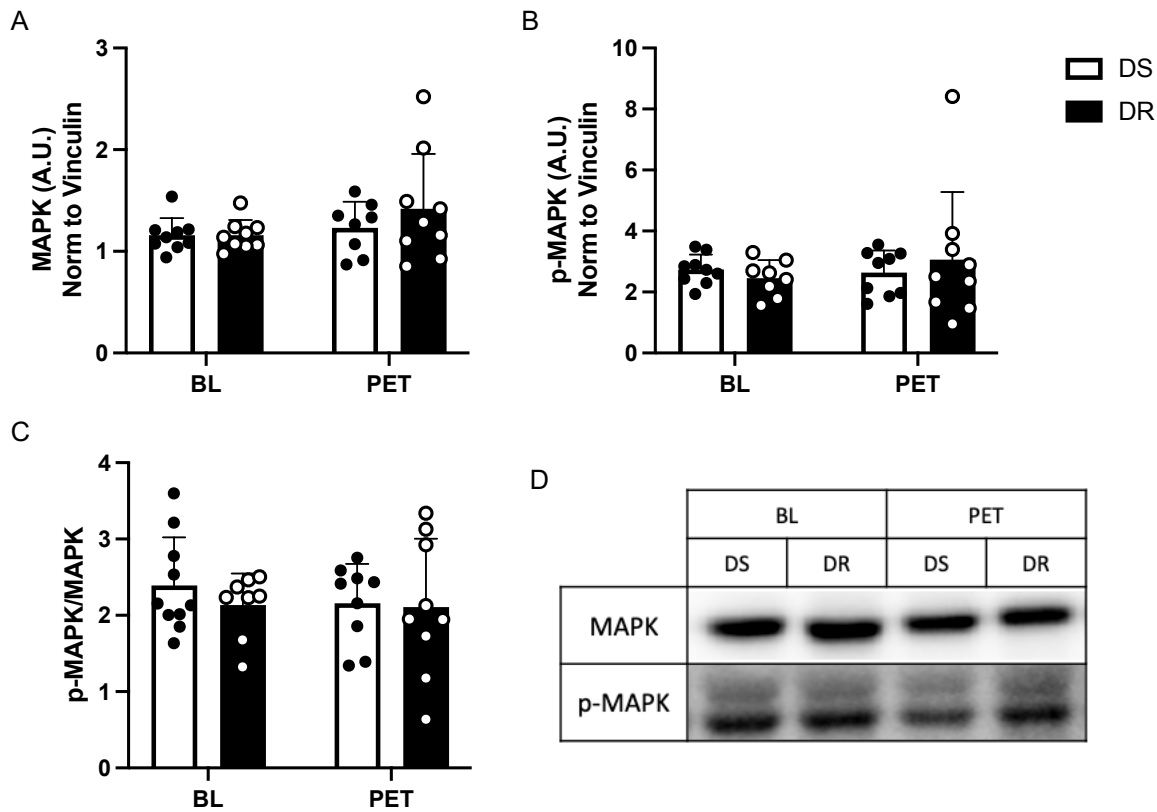 A
MAPK (A.U.)
Norm to Vinculin
3
2
1
0
BL
PET
B
p-MAPK (A.U.)
Norm to Vinculin
10
8
6
4
2
0
BL
PET
DS
DR
C
p-MAPK/MAPK
4
3
2
1
0
BL
PET
D
BL PET
DS DR DS DR
MAPK
p-MAPK